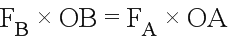 F_B × OB = F_A × OA